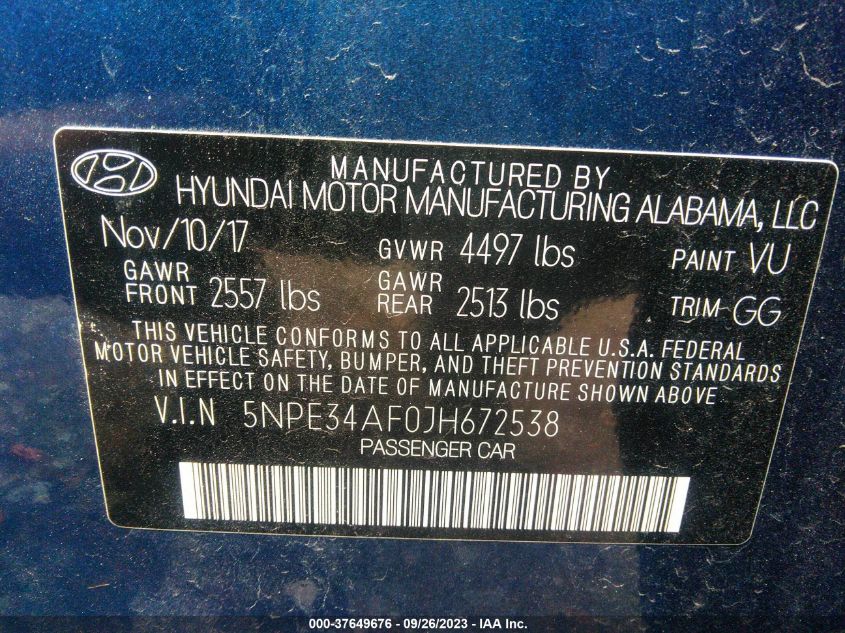 MANUFACTURED BY
HYUNDAI MOTOR MANUFACTURING ALABAMA, LLC
Nov/10/17 GVWR 4497 lbs PAINT VU
GAWR FRONT 2557 lbs GAWR REAR 2513 lbs TRIM GG
THIS VEHICLE CONFORMS TO ALL APPLICABLE U.S.A. FEDERAL
MOTOR VEHICLE SAFETY, BUMPER, AND THEFT PREVENTION STANDARDS
IN EFFECT ON THE DATE OF MANUFACTURE SHOWN ABOVE
V.I.N 5NPE34AF0JH672538
PASSENGER CAR
000-37649676 - 09/26/2023 - IAA Inc.